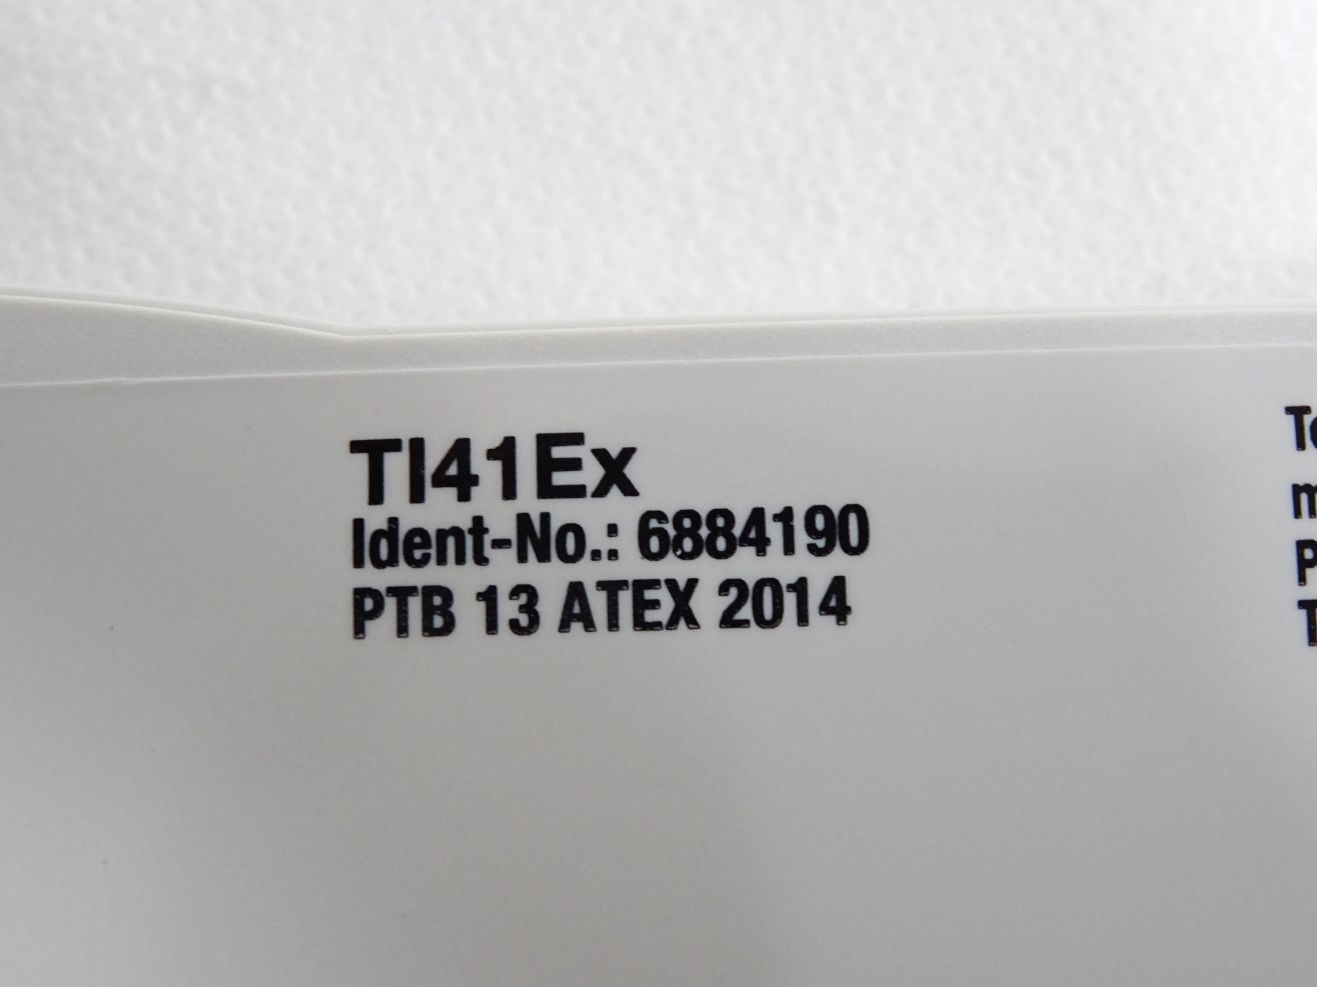 TI41Ex
Ident-No.: 6884190
PTB 13 ATEX 2014